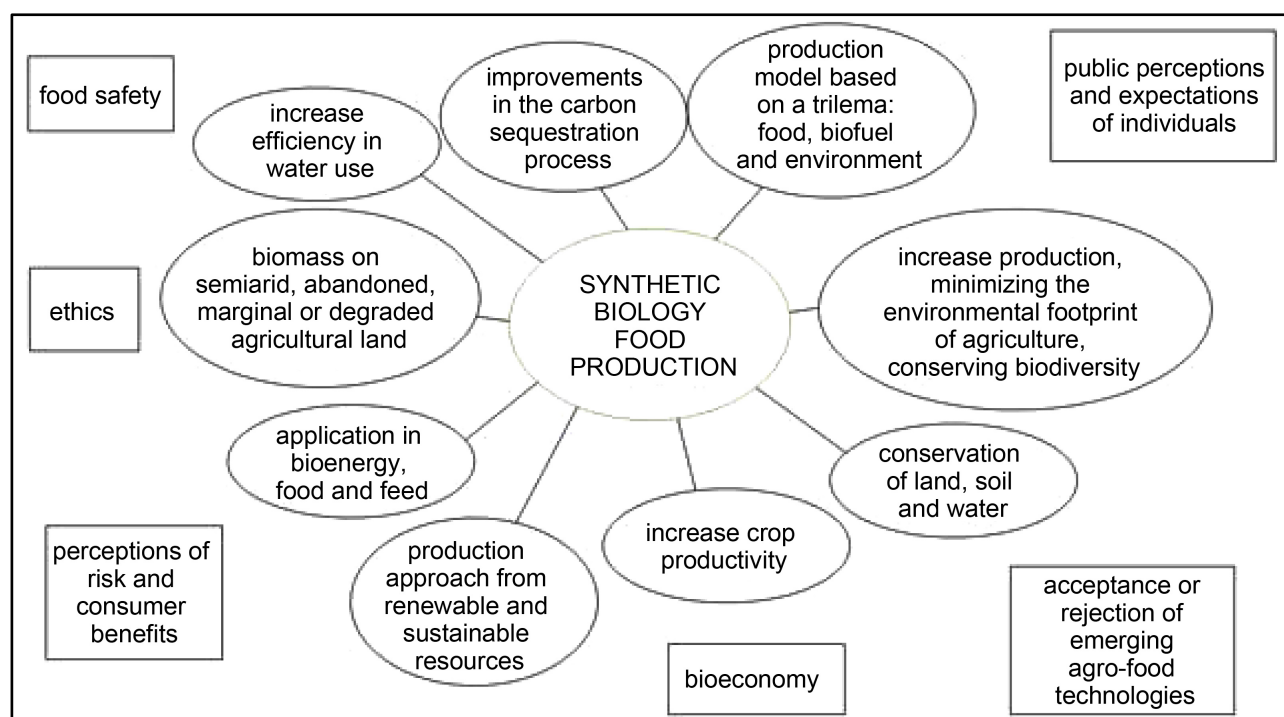 food safety
increase
efficiency in
water use
improvements
in the carbon
sequestration
process
production
model based
on a trilema:
food, biofuel
and environment
public perceptions
and expectations
of individuals
ethics
biomass on
semiarid, abandoned,
marginal or degraded
agricultural land
SYNTHETIC
BIOLOGY
FOOD
PRODUCTION
increase production,
minimizing the
environmental footprint
of agriculture,
conserving biodiversity
application in
bioenergy,
food and feed
conservation
of land, soil
and water
perceptions of
risk and
consumer
benefits
production
approach from
renewable and
sustainable
resources
increase crop
productivity
bioeconomy
acceptance or
rejection of
emerging
agro-food
technologies